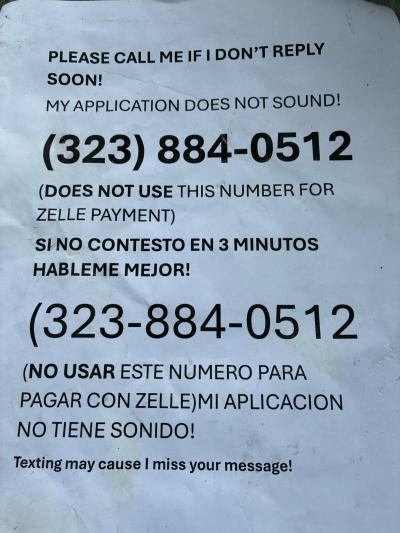 PLEASE CALL ME IF I DON'T REPLY
SOON!
MY APPLICATION DOES NOT SOUND!
(323) 884-0512
(DOES NOT USE THIS NUMBER FOR
ZELLE PAYMENT)
SI NO CONTESTO EN 3 MINUTOS
HABLEME MEJOR!
(323-884-0512
(NO USAR ESTE NUMERO PARA
PAGAR CON ZELLE)MI APLICACION
NO TIENE SONIDO!
Texting may cause I miss your message!